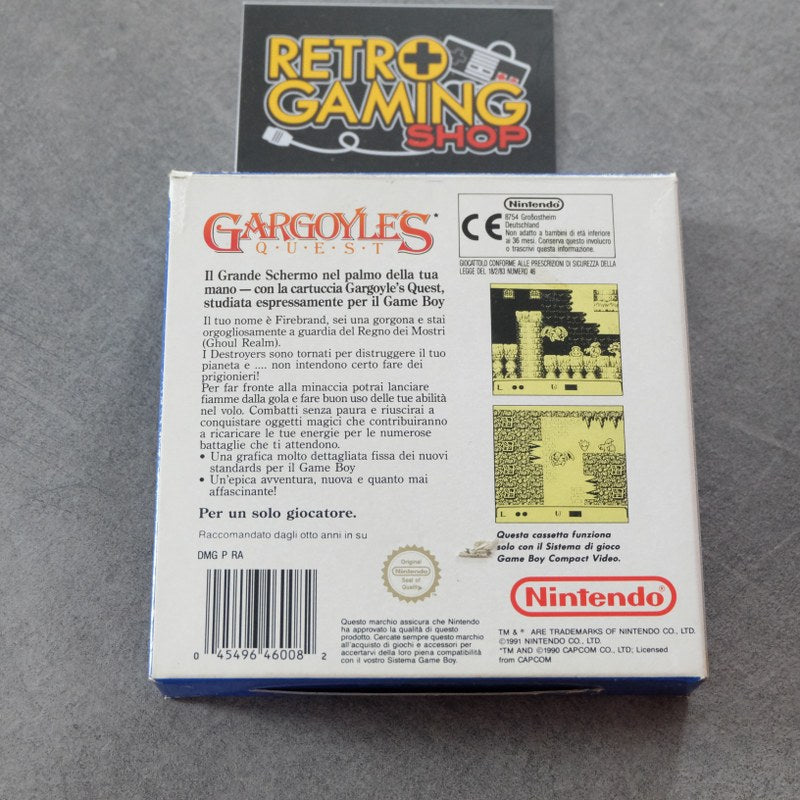 RETRO
GAMING
SHOP
GARGOYLE'S*
QUEST
Il Grande Schermo nel palmo della tua
mano — con la cartuccia Gargoyle's Quest,
studiata espressamente per il Game Boy
Il tuo nome è Firebrand, sei una gorgona e stai
orgogliosamente a guardia del Regno dei Mostri
(Ghoul Realm).
I Destroyers sono tornati per distruggere il tuo
pianeta e .... non intendono certo fare dei
prigionieri!
Per far fronte alla minaccia potrai lanciare
fiamme dalla gola e fare buon uso delle tue abilità
nel volo. Combatti senza paura e riuscirai a
conquistare oggetti magici che contribuiranno
a ricaricare le tue energie per le numerose
battaglie che ti attendono.
• Una grafica molto dettagliata fissa dei nuovi
standards per il Game Boy
• Un'epica avventura, nuova e quanto mai
affascinante!
Per un solo giocatore.
Raccomandato dagli otto anni in su
DMG P RA
0 45496 46008 2
Original
Nintendo
Seal of
Quality
Questo marchio assicura che Nintendo
ha approvato la qualità di questo
prodotto. Cercate sempre questo marchio
all'acquisto di giochi e accessori per
accertarvi della loro piena compatibilità
con il vostro Sistema Game Boy.
CE
Nintendo
8754 Großostheim
Deutschland
Non adatto a bambini di età inferiore
ai 36 mesi. Conserva questo involucro
o trascrivi questa informazione.
GIOCATTOLO CONFORME ALLE PRESCRIZIONI DI SICUREZZA DELLA
LEGGE DEL 18/2/83 NUMERO 46
L
U
L
U
Questa cassetta funziona
solo con il Sistema di gioco
Game Boy Compact Video.
Nintendo®
TM & ® ARE TRADEMARKS OF NINTENDO CO., LTD.
©1991 NINTENDO CO., LTD.
*TM AND ©1990 CAPCOM CO., LTD; Licensed
from CAPCOM